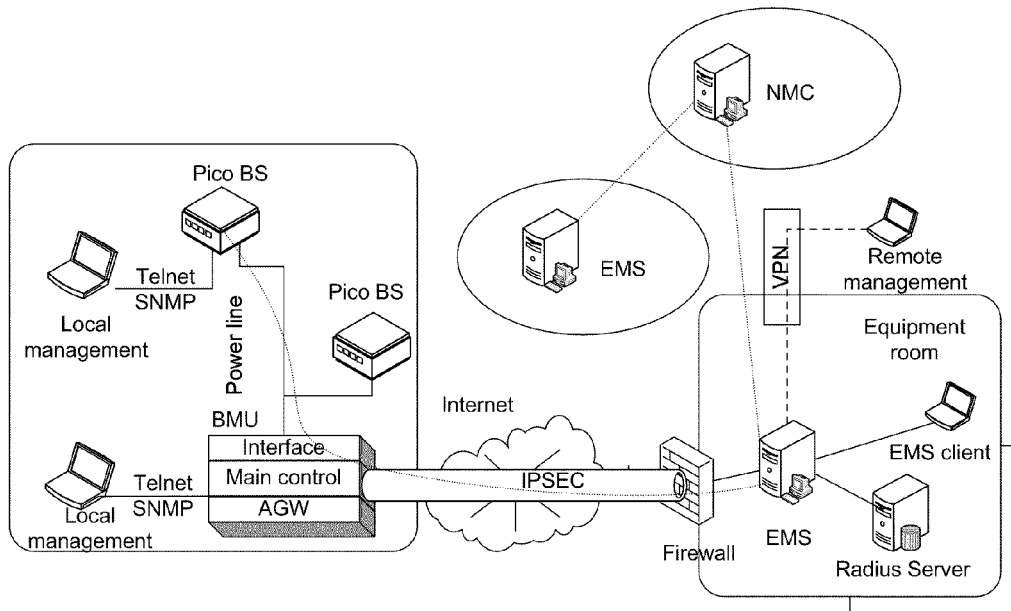 NMC
Pico BS
EMS
VPN
Remote
management
Telnet
SNMP
Local
management
Power line
Pico BS
Equipment
room
Internet
BMU
Interface
Main control
AGW
IPSEC
EMS client
Telnet
SNMP
Local
management
Firewall
EMS
Radius Server